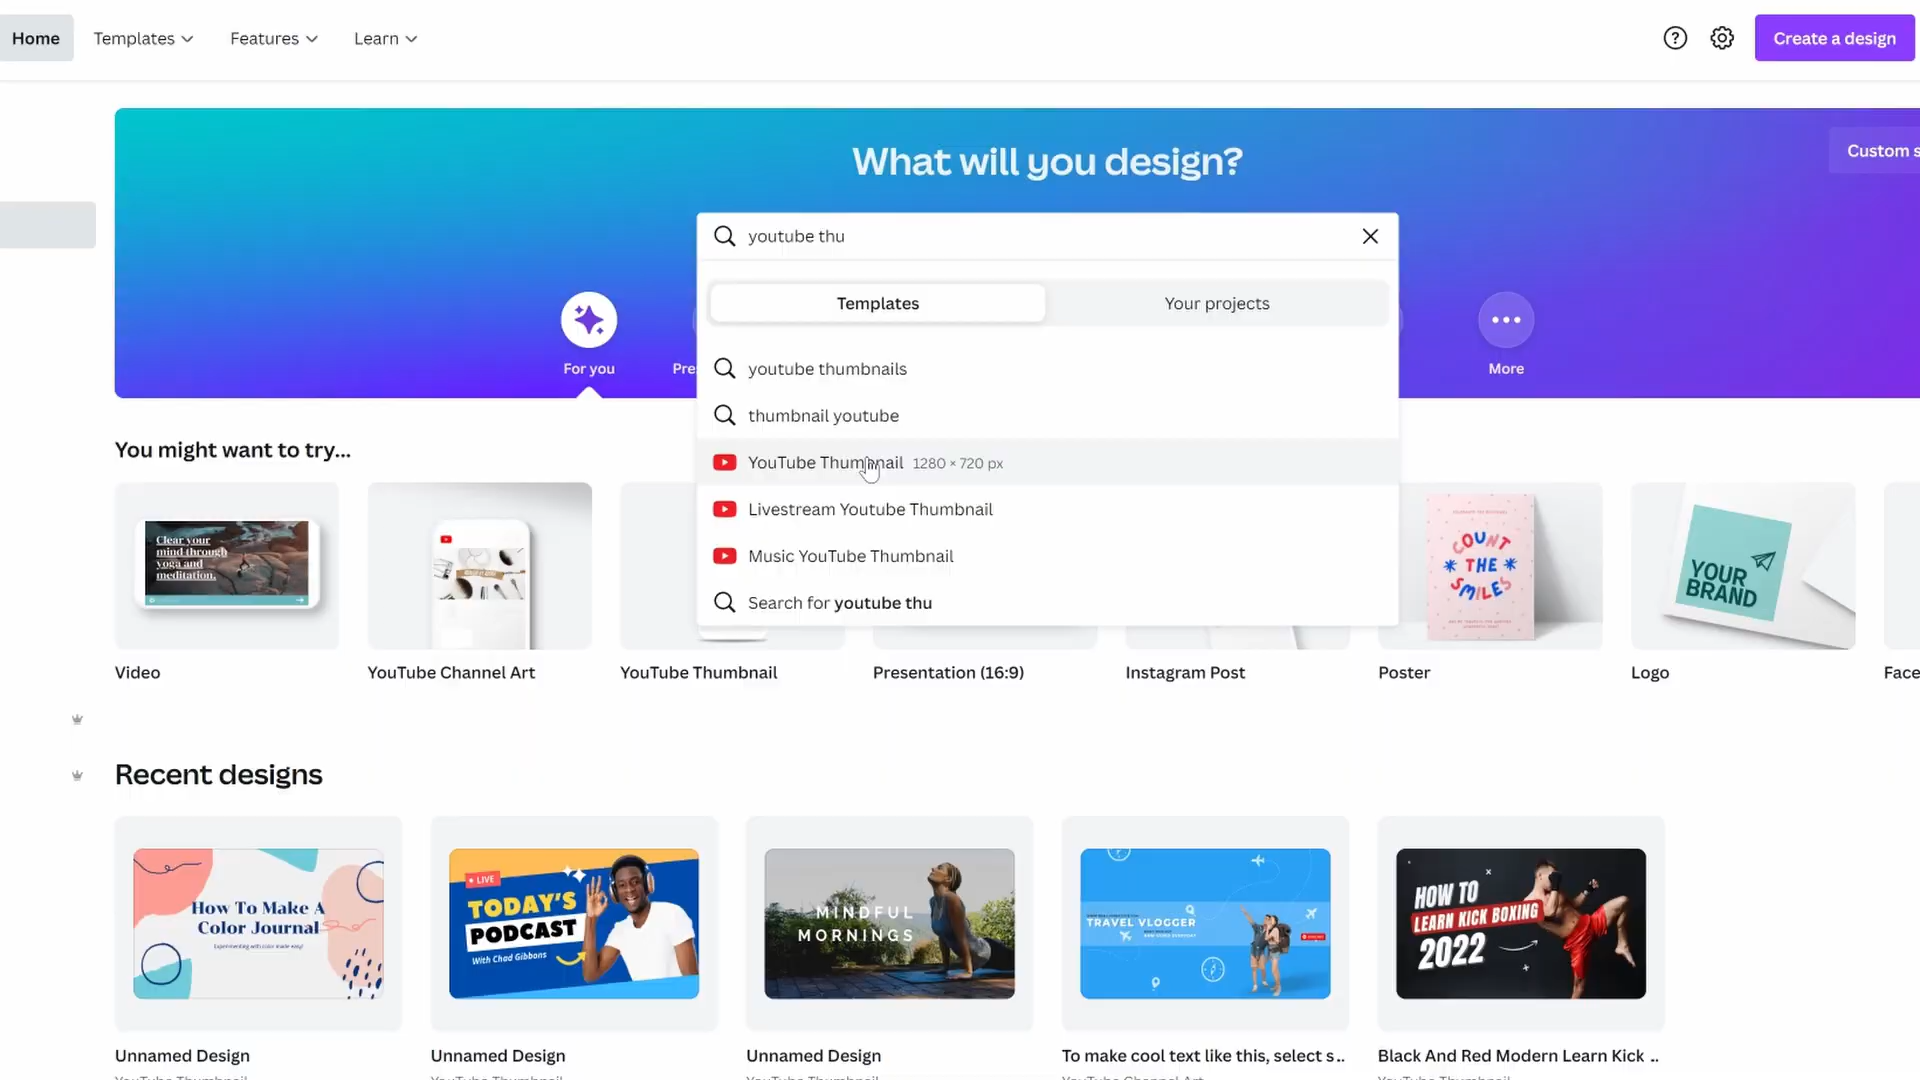 Home
Templates
Features
Learn
Create a design
What will you design?
Custom s
youtube thu
Templates
Your projects
For you
Pre
More
youtube thumbnails
thumbnail youtube
YouTube Thumbnail 1280 × 720 px
Livestream Youtube Thumbnail
Music YouTube Thumbnail
Search for youtube thu
You might want to try...
Clear your
mind through
yoga and
meditation.
COUNT
THE
SMILES
YOUR
BRAND
Video
YouTube Channel Art
YouTube Thumbnail
Presentation (16:9)
Instagram Post
Poster
Logo
Face
Recent designs
How To Make A
Color Journal
Experimenting with color made easy!
LIVE
TODAY'S
PODCAST
With Chad Gibbons
MINDFUL
MORNINGS
TRAVEL VLOGGER
HOW TO
LEARN KICK BOXING
2022
Unnamed Design
Unnamed Design
Unnamed Design
To make cool text like this, select s..
Black And Red Modern Learn Kick ..
YouTube Thumbnail
YouTube Thumbnail
YouTube Thumbnail
YouTube Channel Art
YouTube Thumbnail